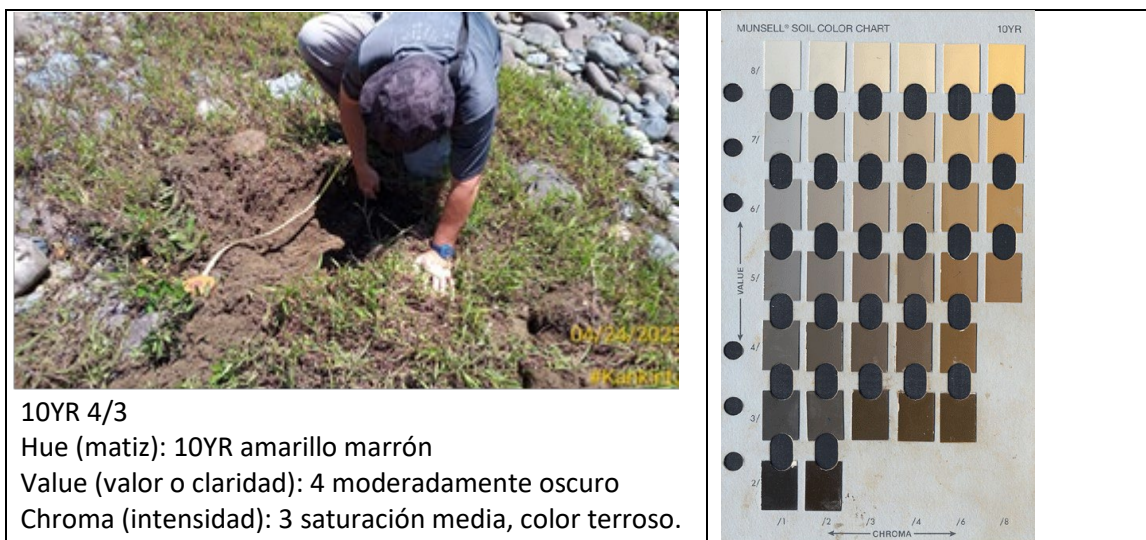 04/24/2025
10YR 4/3
Hue (matiz): 10YR amarillo marrón
Value (valor o claridad): 4 moderadamente oscuro
Chroma (intensidad): 3 saturación media, color terroso.
MUNSELL® SOIL COLOR CHART 10YR
8/
7/
6/
5/
VALUE
4/
3/
2/
/1 /2 /3 /4 /6 /8
CHROMA